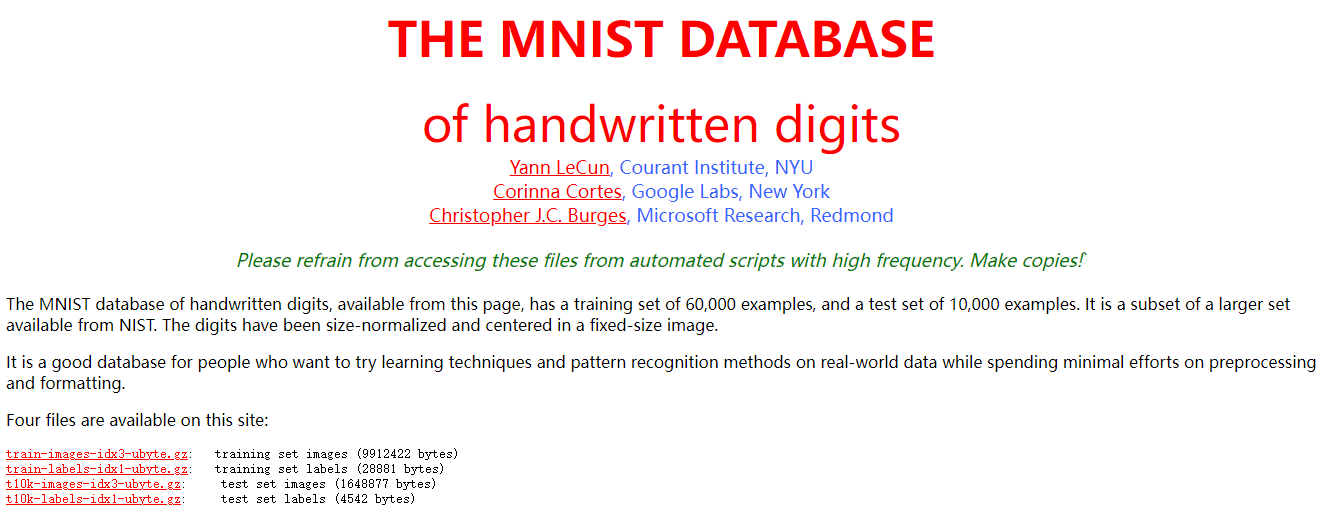 THE MNIST DATABASE
of handwritten digits
Yann LeCun, Courant Institute, NYU
Corinna Cortes, Google Labs, New York
Christopher J.C. Burges, Microsoft Research, Redmond
Please refrain from accessing these files from automated scripts with high frequency. Make copies!`
The MNIST database of handwritten digits, available from this page, has a training set of 60,000 examples, and a test set of 10,000 examples. It is a subset of a larger set
available from NIST. The digits have been size-normalized and centered in a fixed-size image.
It is a good database for people who want to try learning techniques and pattern recognition methods on real-world data while spending minimal efforts on preprocessing
and formatting.
Four files are available on this site:
train-images-idx3-ubyte.gz: training set images (9912422 bytes)
train-labels-idx1-ubyte.gz: training set labels (28881 bytes)
t10k-images-idx3-ubyte.gz: test set images (1648877 bytes)
t10k-labels-idx1-ubyte.gz: test set labels (4542 bytes)